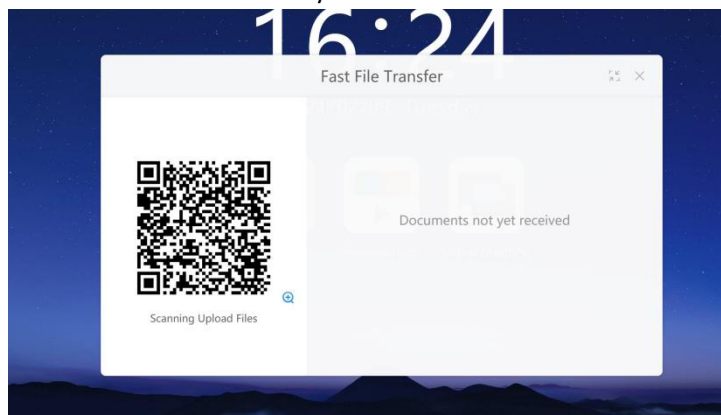 16:24
Fast File Transfer
Documents not yet received
Scanning Upload Files